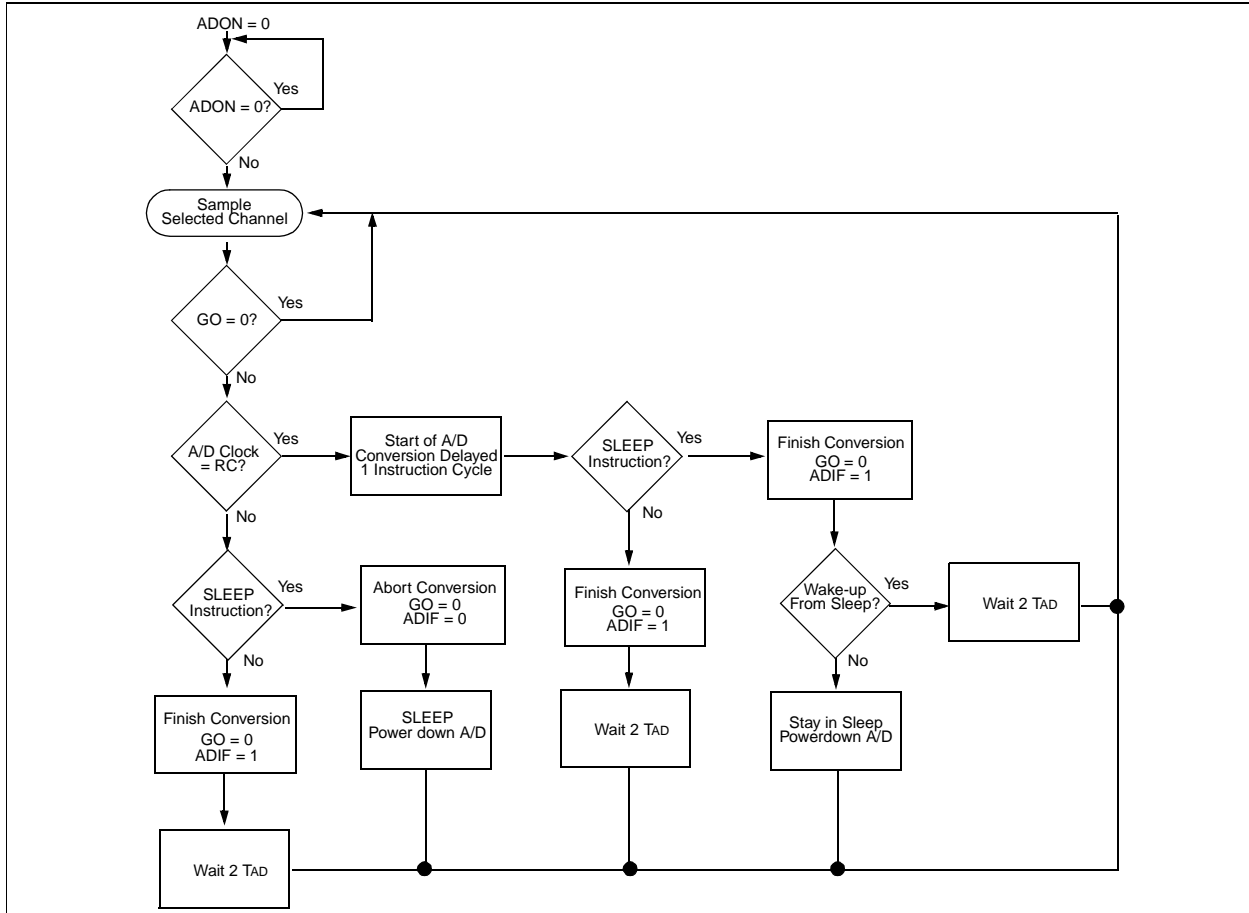 ADON = 0
Yes
ADON = 0?
No
Sample
Selected Channel
Yes
GO = 0?
No
A/D Clock
= RC?
Yes
Start of A/D
Conversion Delayed
1 Instruction Cycle
SLEEP
Instruction?
Yes
Finish Conversion
GO = 0
ADIF = 1
No
No
SLEEP
Instruction?
Yes
Abort Conversion
GO = 0
ADIF = 0
Finish Conversion
GO = 0
ADIF = 1
Wake-up
From Sleep?
Yes
Wait 2 TAD
No
No
Finish Conversion
GO = 0
ADIF = 1
SLEEP
Power down A/D
Wait 2 TAD
Stay in Sleep
Powerdown A/D
Wait 2 TAD